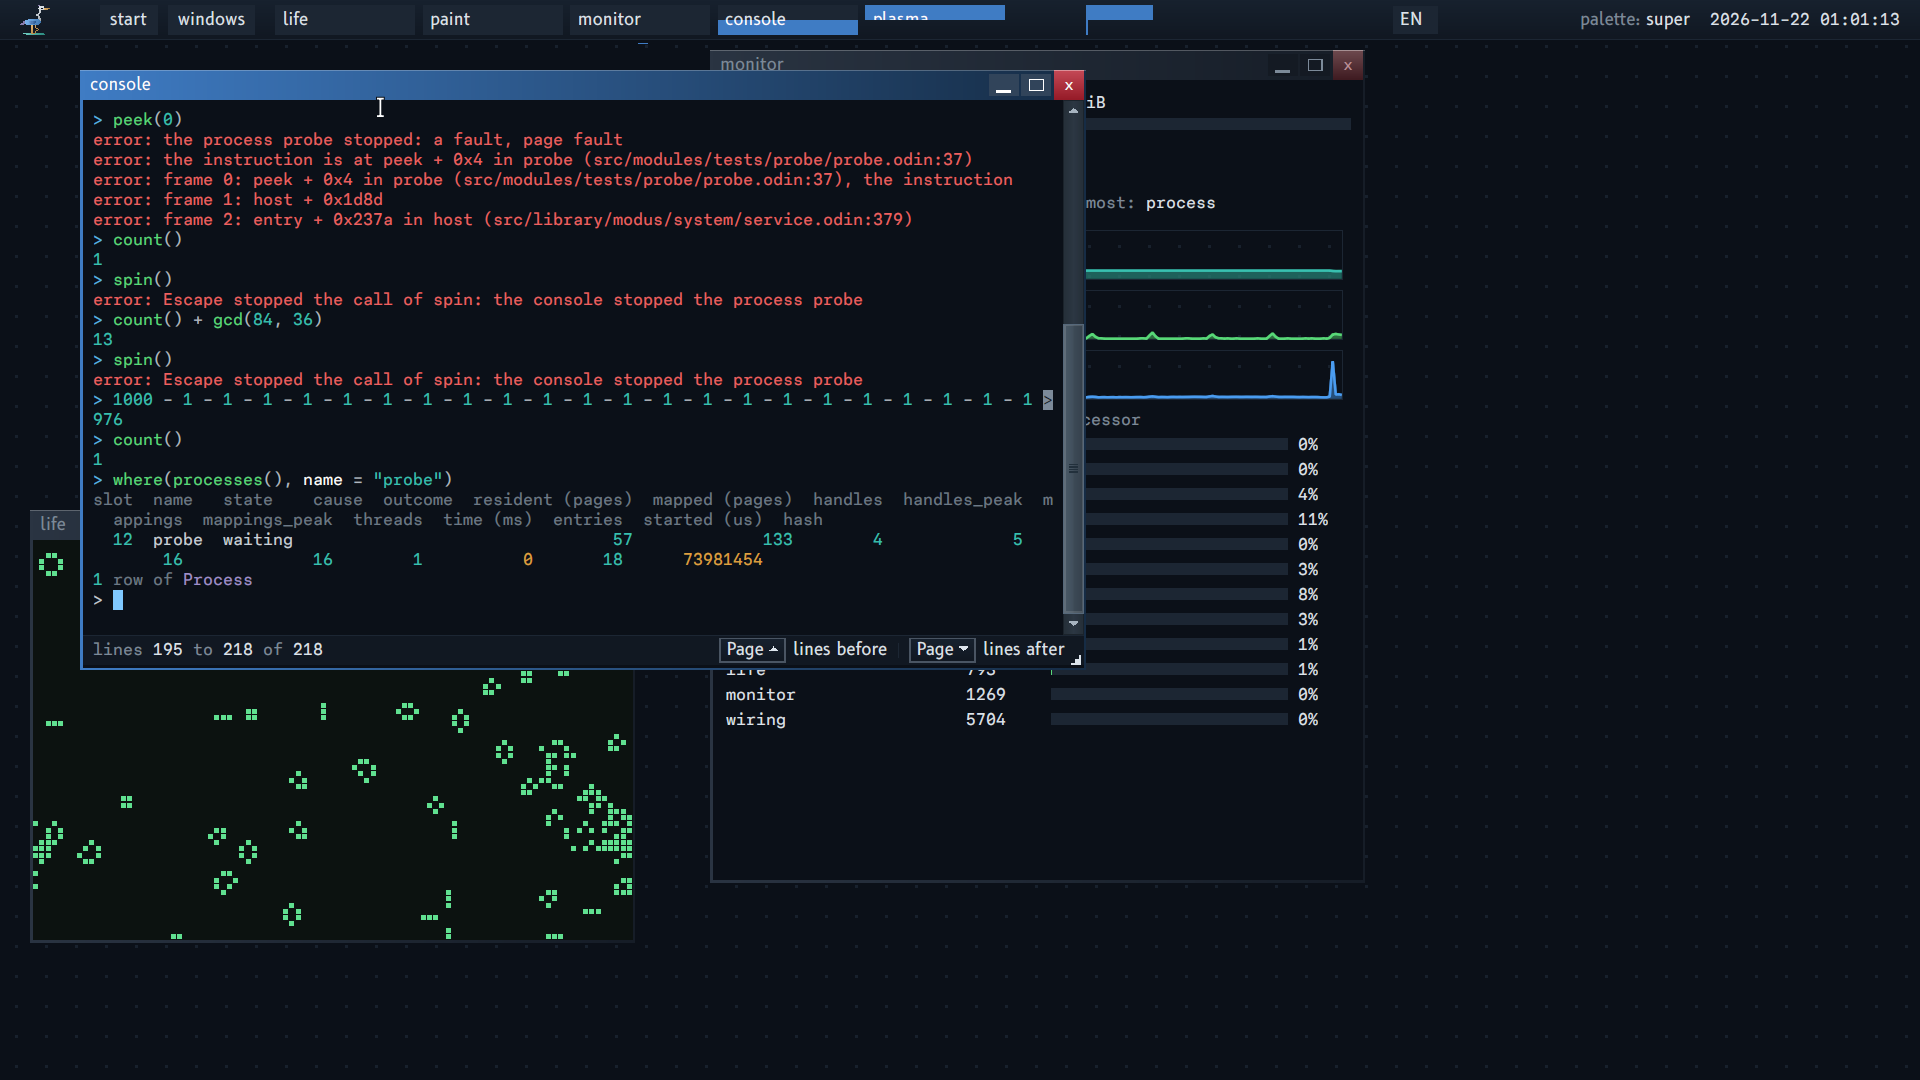 start windows life paint monitor console plasma EN palette: super 2026-11-22 01:01:13
monitor x
console x
> peek(0)
error: the process probe stopped: a fault, page fault
error: the instruction is at peek + 0x4 in probe (src/modules/tests/probe/probe.odin:37)
error: frame 0: peek + 0x4 in probe (src/modules/tests/probe/probe.odin:37), the instruction
error: frame 1: host + 0x1d8d
error: frame 2: entry + 0x237a in host (src/library/modus/system/service.odin:379)
> count()
1
> spin()
error: Escape stopped the call of spin: the console stopped the process probe
> count() + gcd(84, 36)
13
> spin()
error: Escape stopped the call of spin: the console stopped the process probe
> 1000 - 1 - 1 - 1 - 1 - 1 - 1 - 1 - 1 - 1 - 1 - 1 - 1 - 1 - 1 - 1 - 1 - 1 - 1 - 1 - 1 - 1 - 1 >
976
> count()
1
> where(processes(), name = "probe")
slot name state cause outcome resident (pages) mapped (pages) handles handles_peak m
appings mappings_peak threads time (ms) entries started (us) hash
12 probe waiting 57 133 4 5
16 16 1 0 18 73981454
1 row of Process
>
lines 195 to 218 of 218 Page lines before Page lines after
iB
most: process
cessor
0%
0%
4%
11%
0%
3%
8%
3%
1%
life 793 1%
monitor 1269 0%
wiring 5704 0%
life